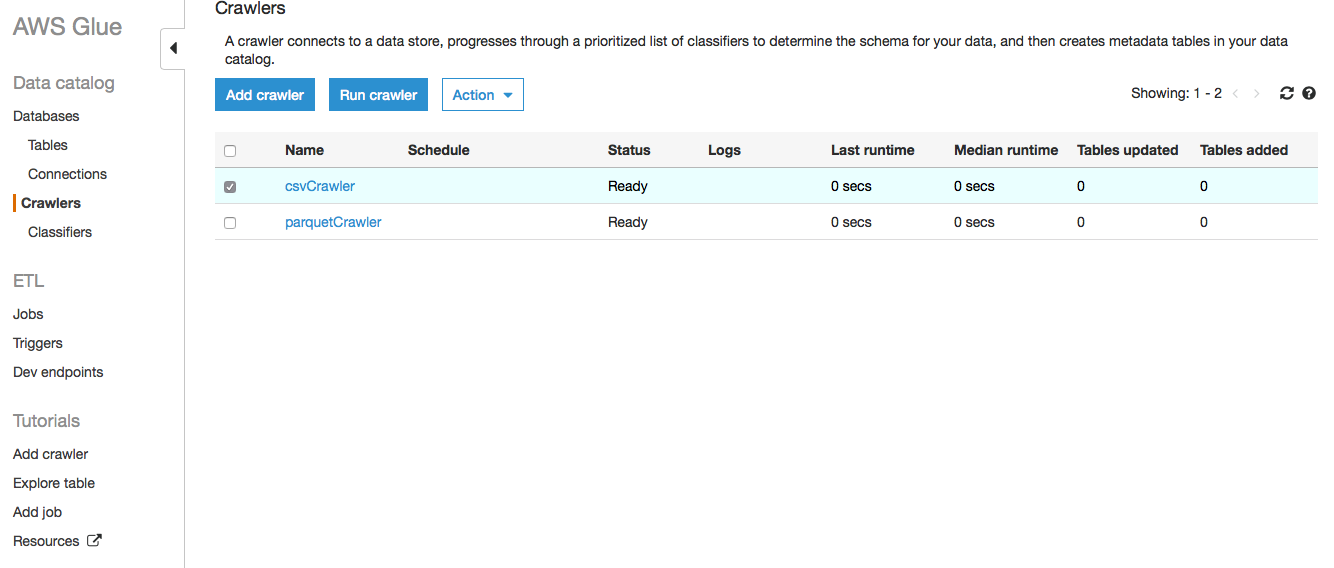 AWS Glue
Data catalog
Databases
Tables
Connections
Crawlers
Classifiers
ETL
Jobs
Triggers
Dev endpoints
Tutorials
Add crawler
Explore table
Add job
Resources
Crawlers
A crawler connects to a data store, progresses through a prioritized list of classifiers to determine the schema for your data, and then creates metadata tables in your data
catalog.
Add crawler Run crawler Action Showing: 1 - 2
Name Schedule Status Logs Last runtime Median runtime Tables updated Tables added
csvCrawler Ready 0 secs 0 secs 0 0
parquetCrawler Ready 0 secs 0 secs 0 0